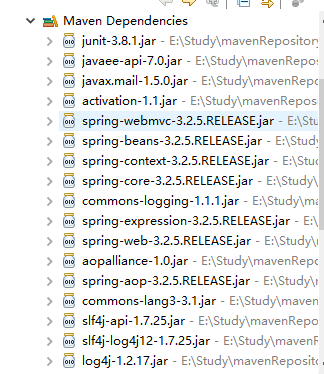 Maven Dependencies
junit-3.8.1.jar - E:\Study\mavenRepository
javaee-api-7.0.jar - E:\Study\mavenReposi
javax.mail-1.5.0.jar - E:\Study\mavenRepo
activation-1.1.jar - E:\Study\mavenReposit
spring-webmvc-3.2.5.RELEASE.jar - E:\Stu
spring-beans-3.2.5.RELEASE.jar - E:\Study
spring-context-3.2.5.RELEASE.jar - E:\Stud
spring-core-3.2.5.RELEASE.jar - E:\Study\m
commons-logging-1.1.1.jar - E:\Study\mav
spring-expression-3.2.5.RELEASE.jar - E:\S
spring-web-3.2.5.RELEASE.jar - E:\Study\m
aopalliance-1.0.jar - E:\Study\mavenRepos
spring-aop-3.2.5.RELEASE.jar - E:\Study\m
commons-lang3-3.1.jar - E:\Study\mavenR
slf4j-api-1.7.25.jar - E:\Study\mavenRepo
slf4j-log4j12-1.7.25.jar - E:\Study\maven
log4j-1.2.17.jar - E:\Study\mavenReposito